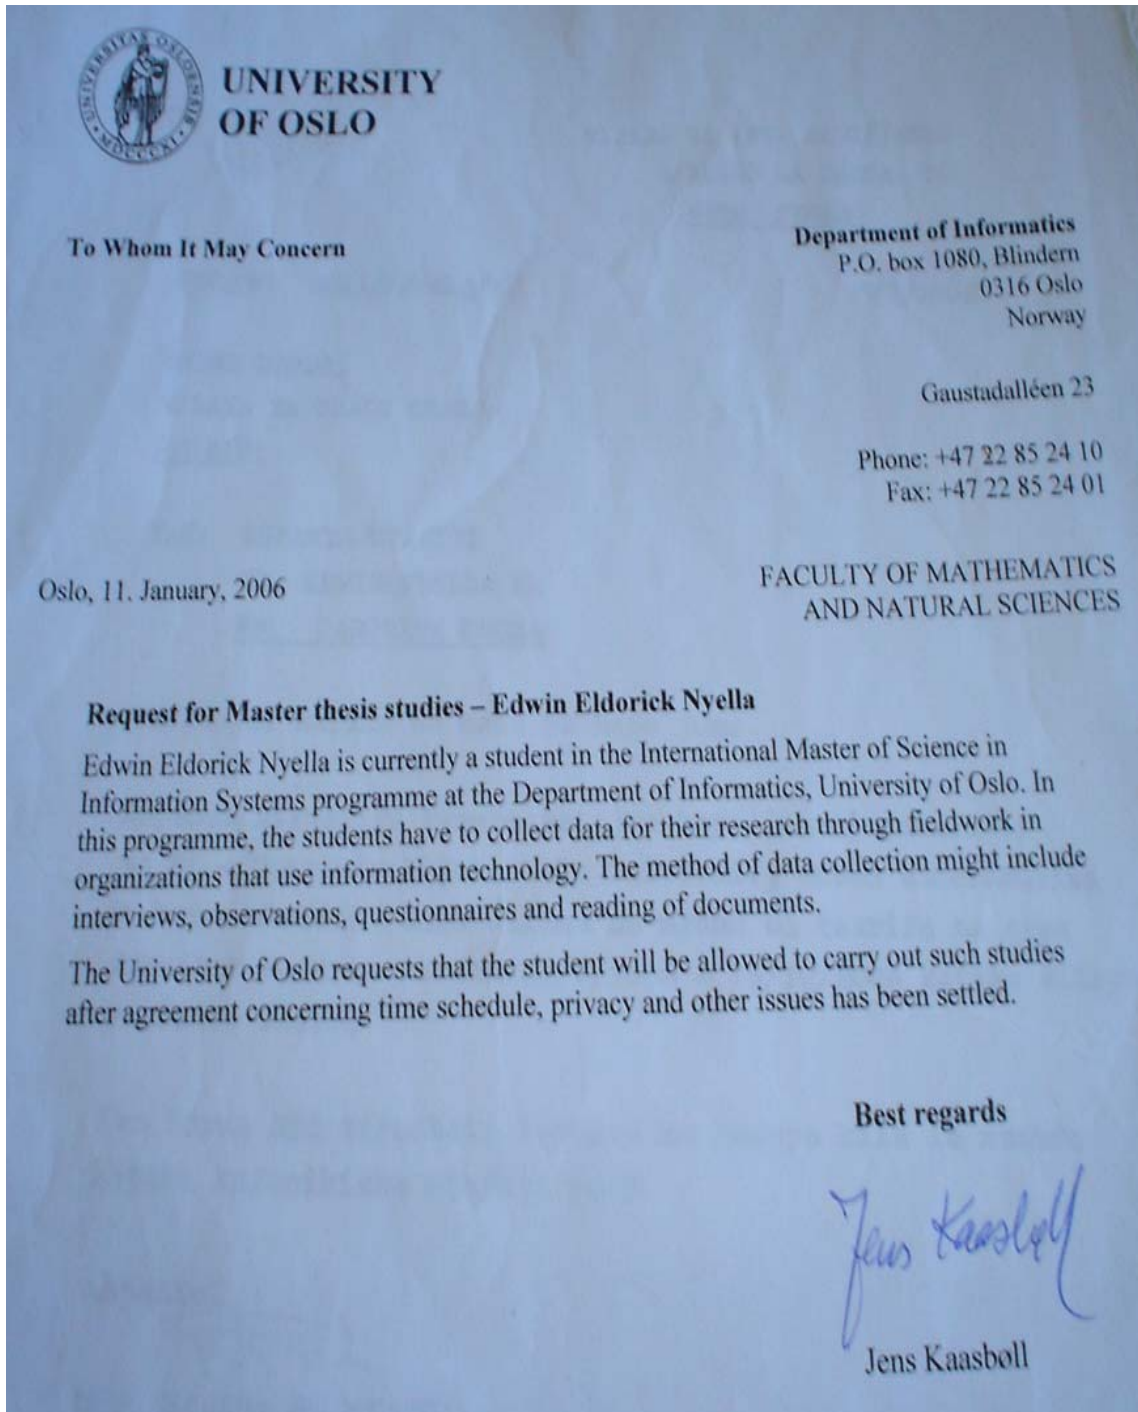 UNIVERSITAS OSLOENSIS
MDCCCXI
UNIVERSITY
OF OSLO
To Whom It May Concern
Department of Informatics
P.O. box 1080, Blindern
0316 Oslo
Norway
Gaustadalléen 23
Phone: +47 22 85 24 10
Fax: +47 22 85 24 01
Oslo, 11. January, 2006
FACULTY OF MATHEMATICS
AND NATURAL SCIENCES
Request for Master thesis studies – Edwin Eldorick Nyella
Edwin Eldorick Nyella is currently a student in the International Master of Science in
Information Systems programme at the Department of Informatics, University of Oslo. In
this programme, the students have to collect data for their research through fieldwork in
organizations that use information technology. The method of data collection might include
interviews, observations, questionnaires and reading of documents.
The University of Oslo requests that the student will be allowed to carry out such studies
after agreement concerning time schedule, privacy and other issues has been settled.
Best regards
Jens Kaasbøll
Jens Kaasbøll